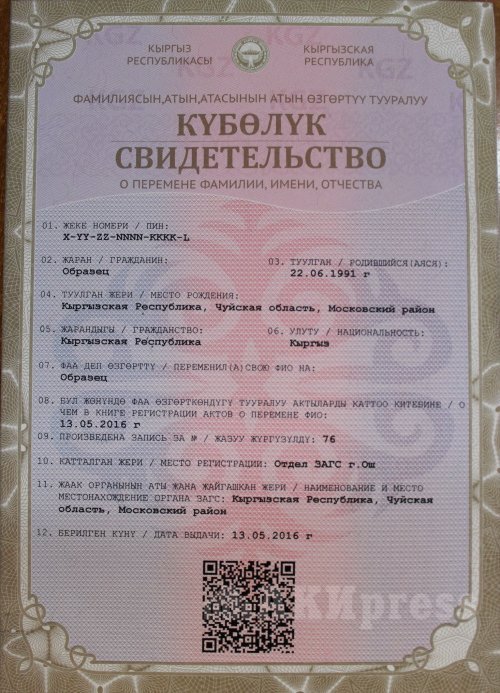 КЫРГЫЗ РЕСПУБЛИКАСЫ
КЫРГЫЗСКАЯ РЕСПУБЛИКА
ФАМИЛИЯСЫН,АТЫН,АТАСЫНЫН АТЫН ӨЗГӨРТҮҮ ТУУРАЛУУ
КҮБӨЛҮК
СВИДЕТЕЛЬСТВО
О ПЕРЕМЕНЕ ФАМИЛИИ, ИМЕНИ, ОТЧЕСТВА
01. ЖЕКЕ НОМЕРИ / ПИН:
X-YY-ZZ-NNNN-KKKK-L
02. ЖАРАН / ГРАЖДАНИН:
Образец
03. ТУУЛГАН / РОДИВШИЙСЯ(АЯСЯ):
22.06.1991 г
04. ТУУЛГАН ЖЕРИ / МЕСТО РОЖДЕНИЯ:
Кыргызская Республика, Чуйская область, Московский район
05. ЖАРАНДЫГЫ / ГРАЖДАНСТВО:
Кыргызская Республика
06. УЛУТУ / НАЦИОНАЛЬНОСТЬ:
Кыргыз
07. ФАА ДЕП ӨЗГӨРТТҮ / ПЕРЕМЕНИЛ(А)СВОЮ ФИО НА:
Образец
08. БУЛ ЖӨНҮНДӨ ФАА ӨЗГӨРТКӨНДҮГҮ ТУУРАЛУУ АКТЫЛАРДЫ КАТТОО КИТЕБИНЕ / О
ЧЕМ В КНИГЕ РЕГИСТРАЦИИ АКТОВ О ПЕРЕМЕНЕ ФИО:
13.05.2016 г
09. ПРОИЗВЕДЕНА ЗАПИСЬ ЗА № / ЖАЗУУ ЖҮРГҮЗҮЛДҮ: 76
10. КАТТАЛГАН ЖЕРИ / МЕСТО РЕГИСТРАЦИИ: Отдел ЗАГС г.Ош
11. ЖААК ОРГАНЫНЫН АТЫ ЖАНА ЖАЙГАШКАН ЖЕРИ / НАИМЕНОВАНИЕ И МЕСТО
МЕСТОНАХОЖДЕНИЕ ОРГАНА ЗАГС: Кыргызская Республика, Чуйская
область, Московский район
12. БЕРИЛГЕН КҮНҮ / ДАТА ВЫДАЧИ: 13.05.2016 г